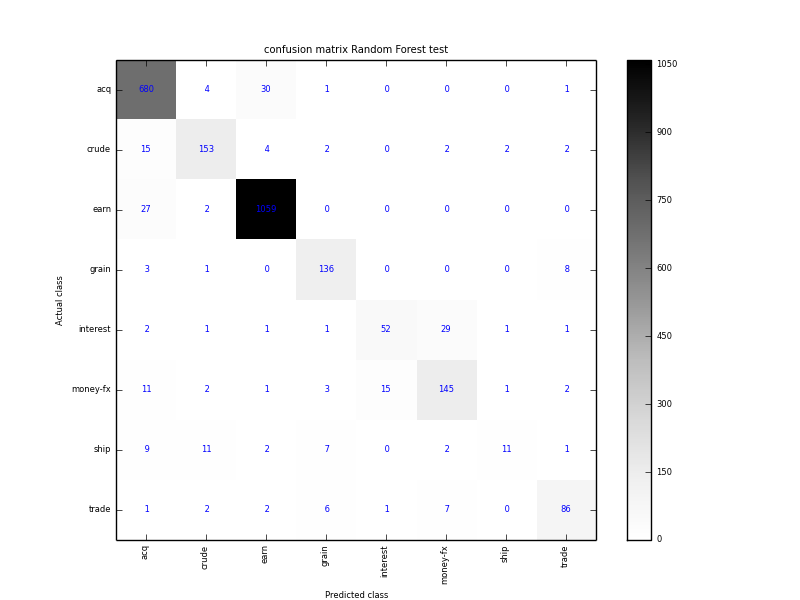 confusion matrix Random Forest test
acq 680 4 30 1 0 0 0 1
crude 15 153 4 2 0 2 2 2
earn 27 2 1059 0 0 0 0 0
grain 3 1 0 136 0 0 0 8
interest 2 1 1 1 52 29 1 1
money-fx 11 2 1 3 15 145 1 2
ship 9 11 2 7 0 2 11 1
trade 1 2 2 6 1 7 0 86
acq crude earn grain interest money-fx ship trade
Predicted class
Actual class
1050
900
750
600
450
300
150
0